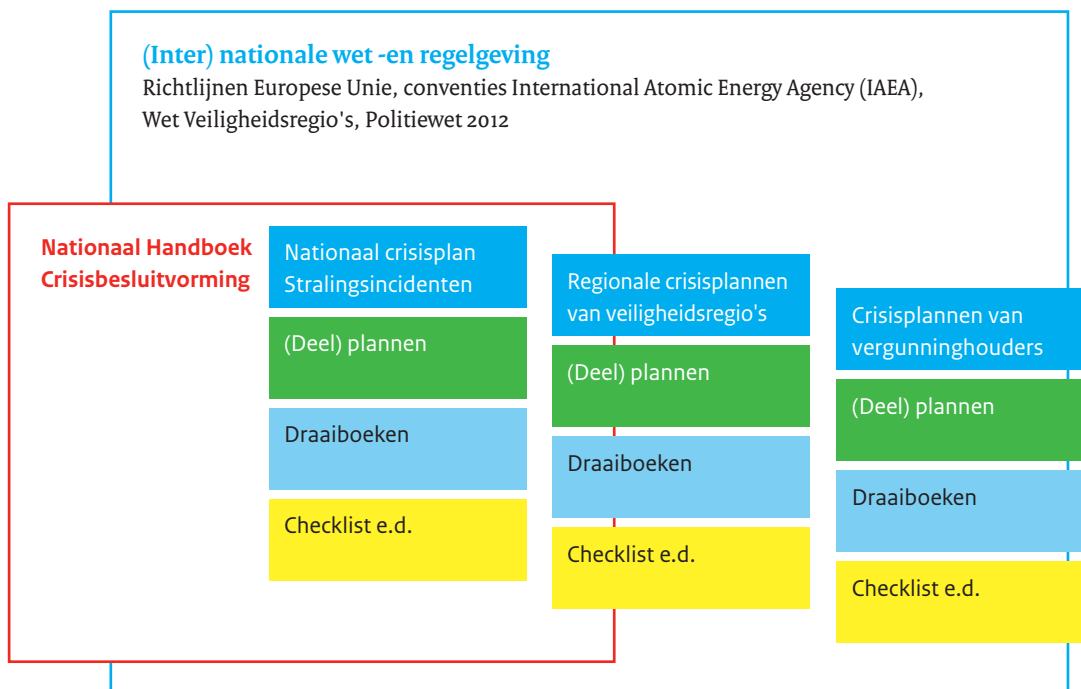 (Inter) nationale wet -en regelgeving
Richtlijnen Europese Unie, conventies International Atomic Energy Agency (IAEA),
Wet Veiligheidsregio's, Politiewet 2012
Nationaal Handboek
Crisisbesluitvorming
Nationaal crisisplan
Stralingsincidenten
(Deel) plannen
Draaiboeken
Checklist e.d.
Regionale crisisplannen
van veiligheidsregio's
(Deel) plannen
Draaiboeken
Checklist e.d.
Crisisplannen van
vergunninghouders
(Deel) plannen
Draaiboeken
Checklist e.d.